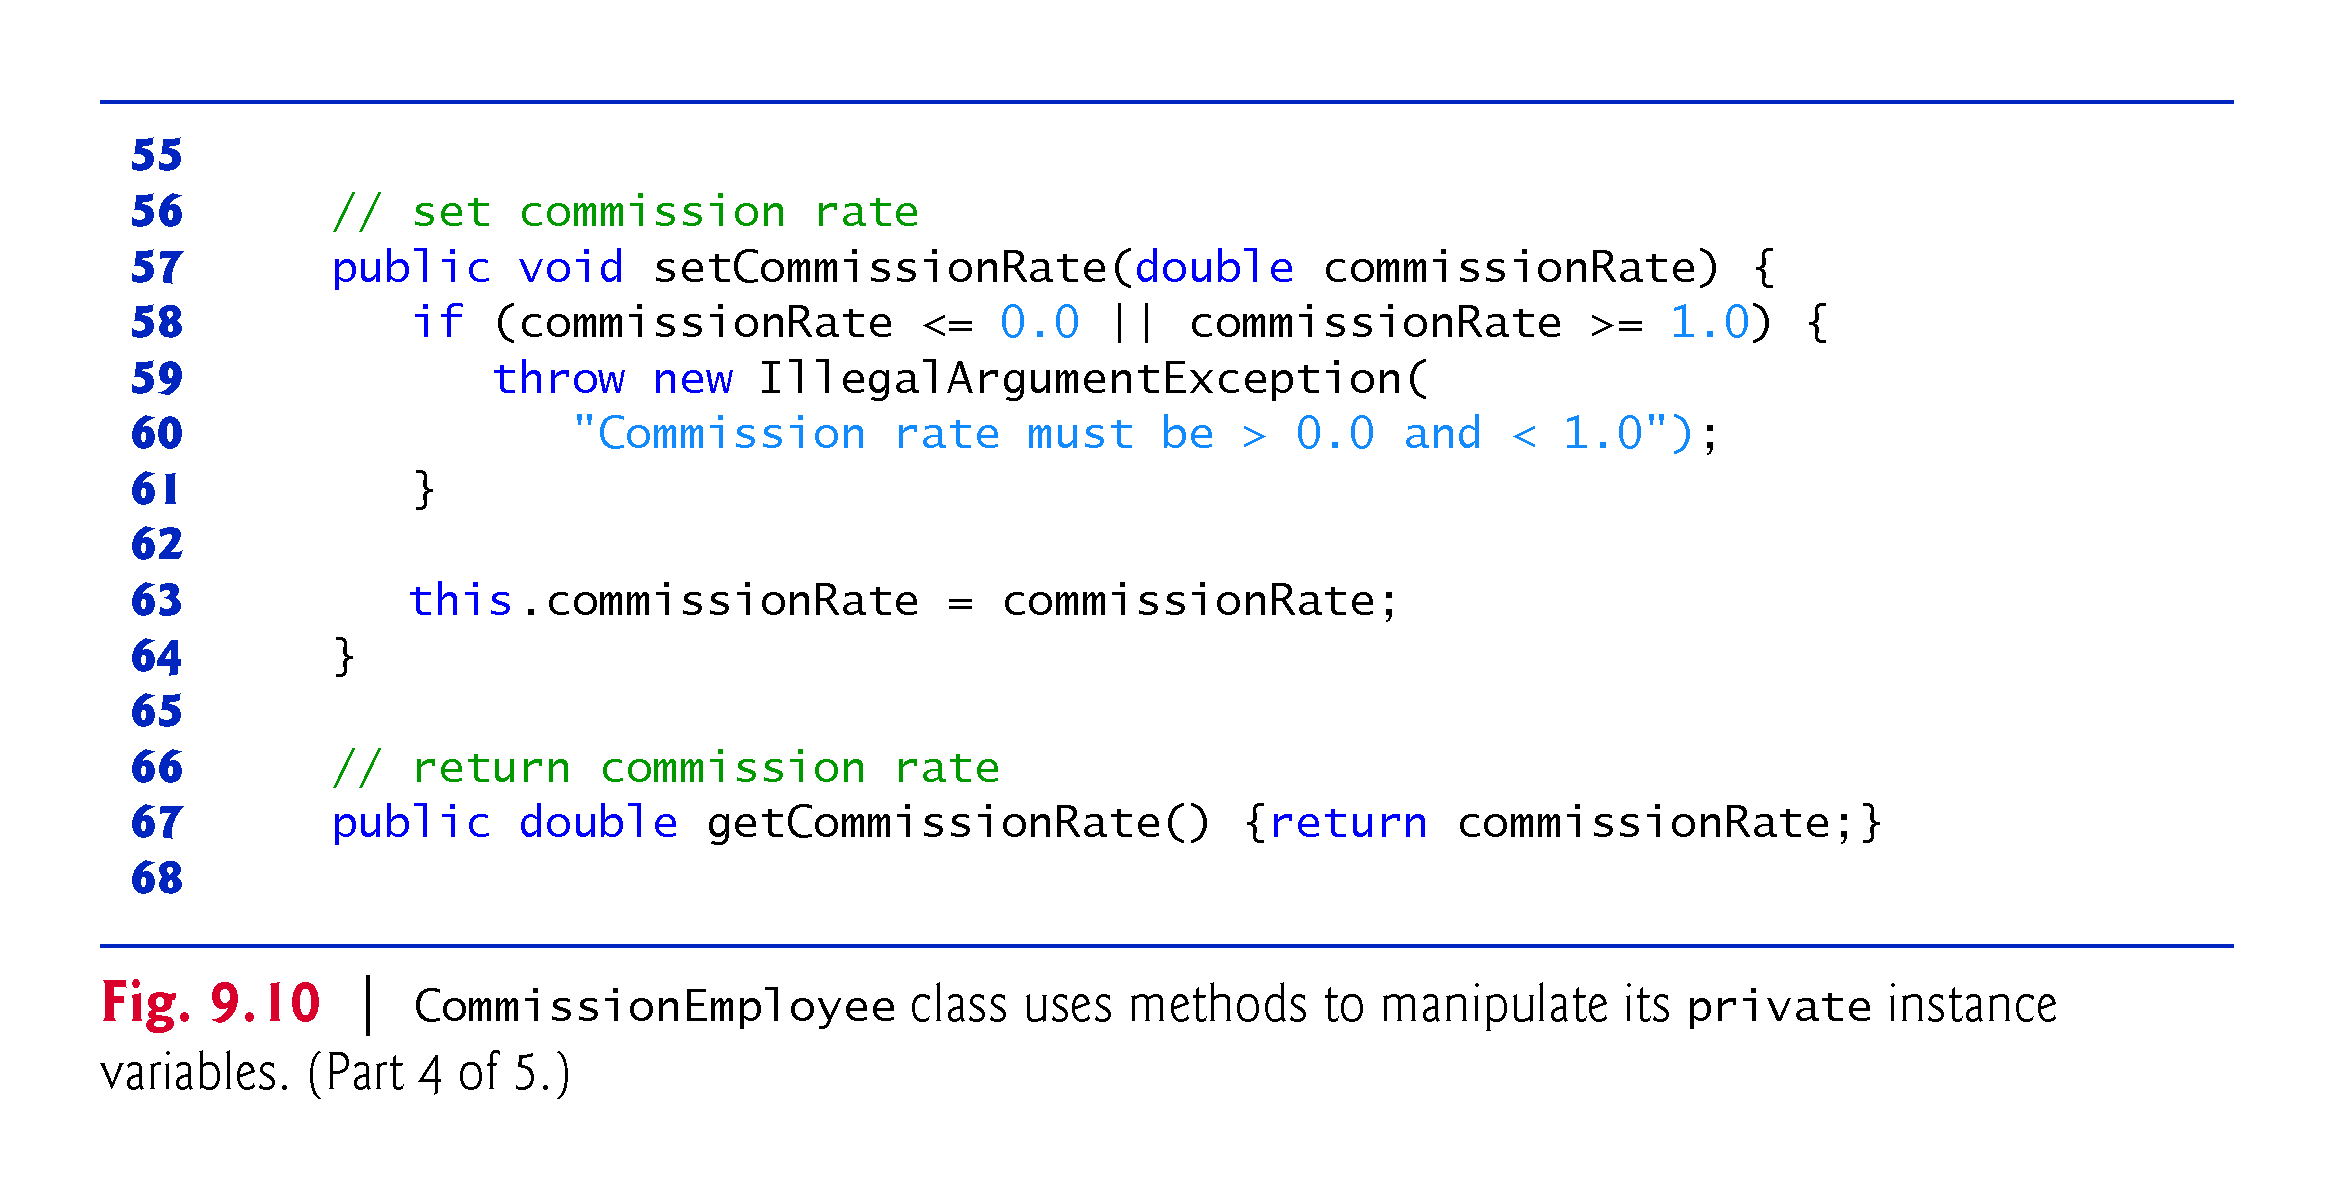 55
56 // set commission rate
57 public void setCommissionRate(double commissionRate) {
58 if (commissionRate <= 0.0 || commissionRate >= 1.0) {
59 throw new IllegalArgumentException(
60 "Commission rate must be > 0.0 and < 1.0");
61 }
62
63 this.commissionRate = commissionRate;
64 }
65
66 // return commission rate
67 public double getCommissionRate() {return commissionRate;}
68
Fig. 9.10 | CommissionEmployee class uses methods to manipulate its private instance
variables. (Part 4 of 5.)